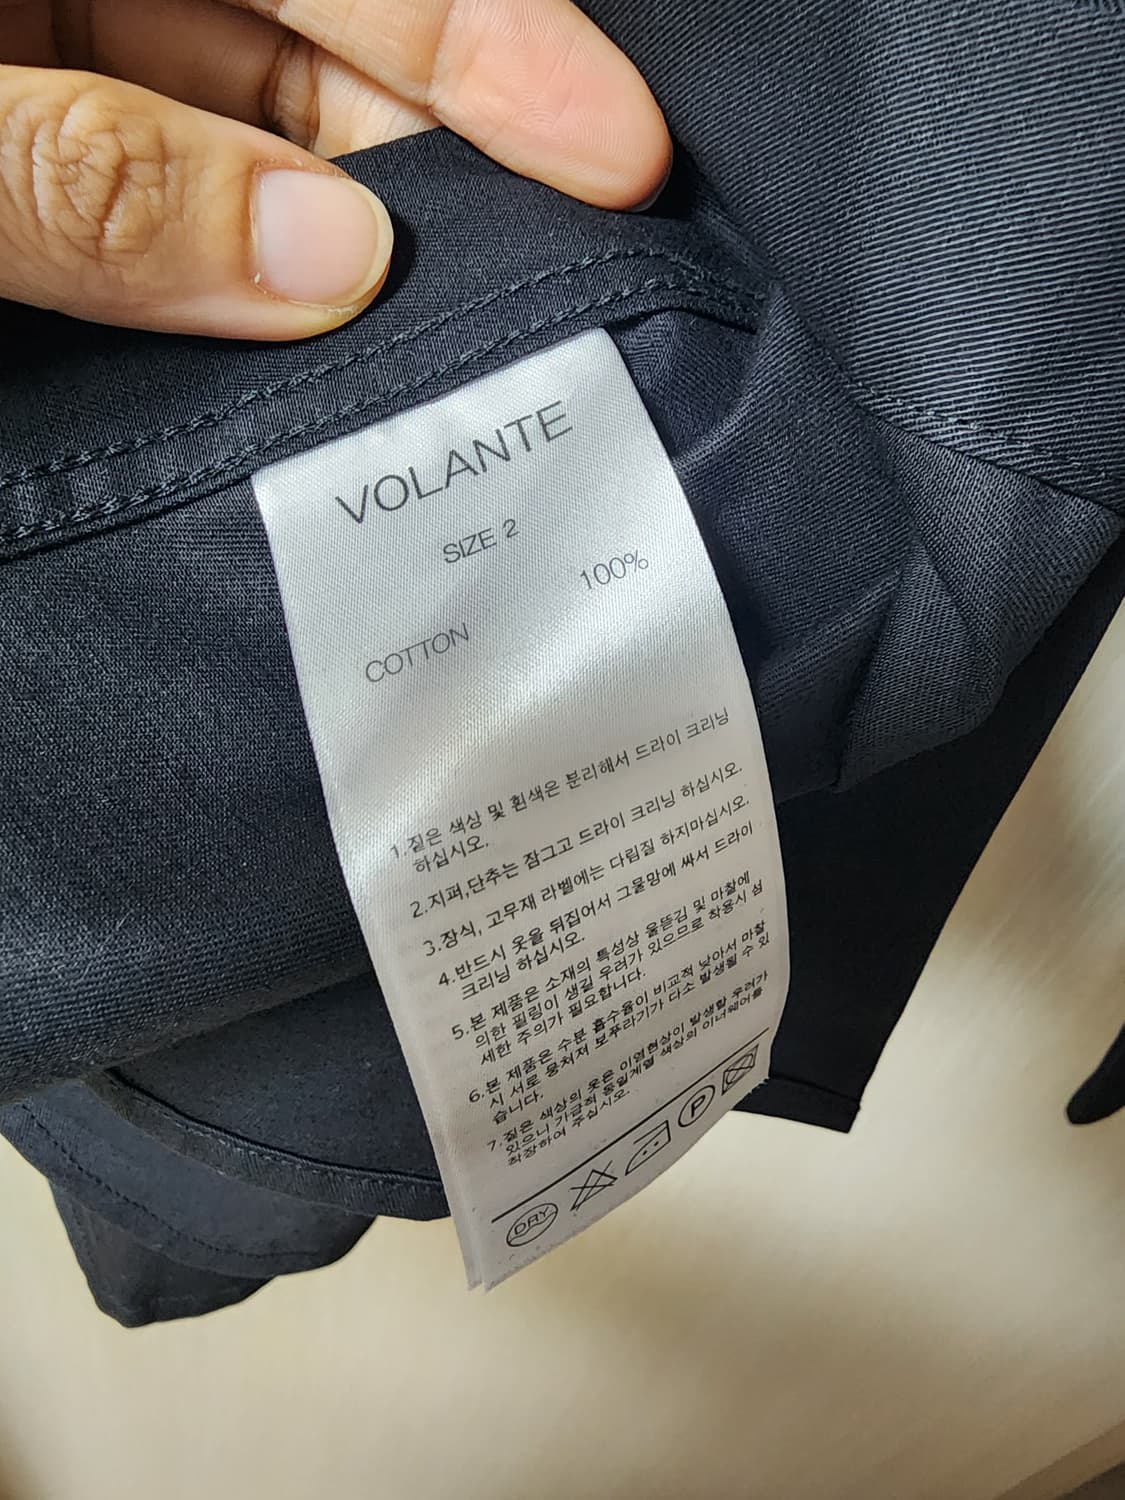 VOLANTE
SIZE 2
100%
COTTON
1.짙은 색상 및 흰색은 분리해서 드라이 크리닝
하십시오.
2.지퍼,단추는 잠그고 드라이 크리닝 하십시오.
3.장식, 고무재 라벨에는 다림질 하지마십시오.
4.반드시 옷을 뒤집어서 그물망에 싸서 드라이
크리닝 하십시오.
5.본 제품은 소재의 특성상 올뜯김 및 마찰에
의한 필링이 생길 우려가 있으므로 착용시 섬
세한 주의가 필요합니다.
6.본 제품은 수분 흡수율이 비교적 낮아서 마찰
시 서로 뭉쳐져 보푸라기가 다소 발생될 수 있
습니다.
7.짙은 색상의 옷은 이염현상이 발생할 우려가
있으니 가급적 동일계열 색상의 이너웨어를
착장하여 주십시오.
DRY
P